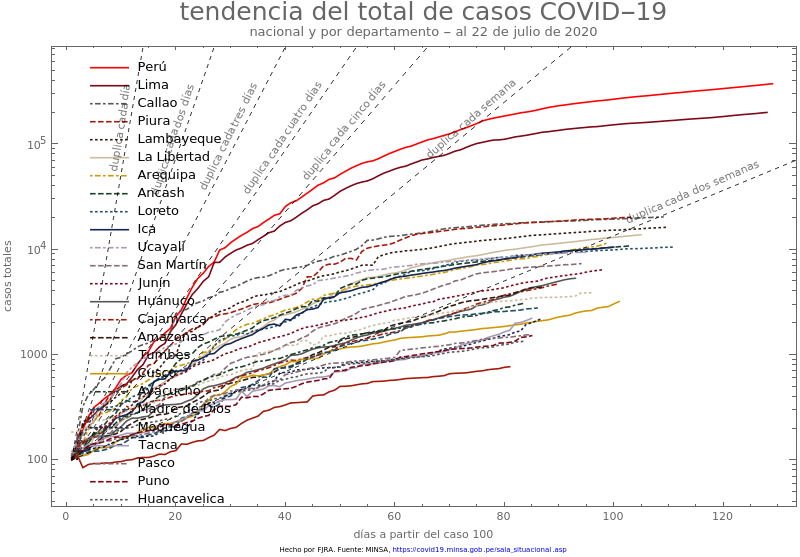 tendencia del total de casos COVID−19
nacional y por departamento − al 22 de julio de 2020
Perú
Lima
Callao
Piura
Lambayeque
La Libertad
Arequipa
Ancash
Loreto
Ica
Ucayali
San Martín
Junín
Huánuco
Cajamarca
Amazonas
Tumbes
Cusco
Ayacucho
Madre de Dios
Moquegua
Tacna
Pasco
Puno
Huancavelica
duplica cada día
duplica cada dos días
duplica cada tres días
duplica cada cuatro días
duplica cada cinco días
duplica cada semana
duplica cada dos semanas
casos totales
10^5
10^4
1000
100
0 20 40 60 80 100 120
días a partir del caso 100
Hecho por FJRA. Fuente: MINSA, https://covid19.minsa.gob.pe/sala_situacional.asp